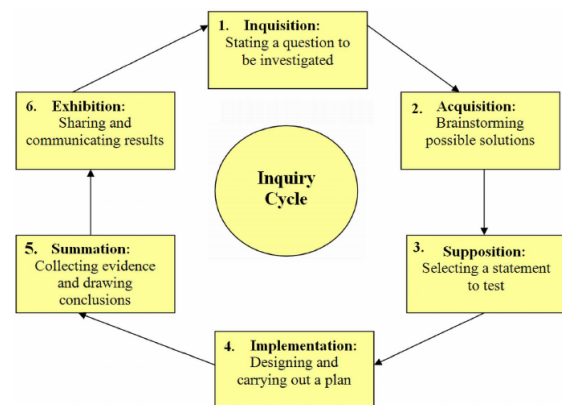 1. Inquisition:
Stating a question to
be investigated
2. Acquisition:
Brainstorming
possible solutions
3. Supposition:
Selecting a statement
to test
4. Implementation:
Designing and
carrying out a plan
5. Summation:
Collecting evidence
and drawing
conclusions
6. Exhibition:
Sharing and
communicating results
Inquiry
Cycle